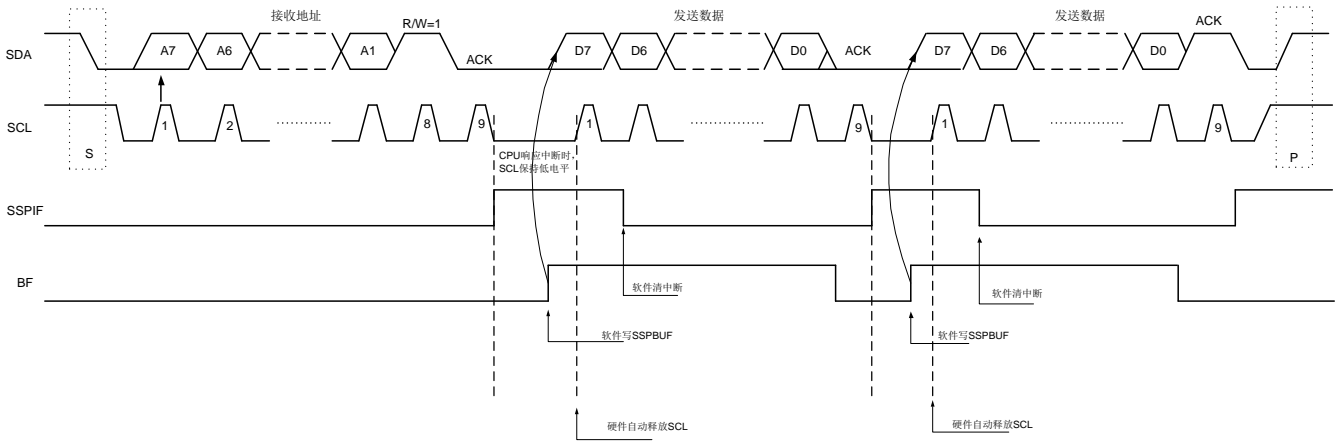 接收地址
发送数据
发送数据
R/W=1
ACK
SDA
A7
A6
A1
ACK
D7
D6
D0
ACK
D7
D6
D0
SCL
1
2
8
9
1
9
1
9
S
CPU响应中断时，
SCL保持低电平
P
SSPIF
BF
软件清中断
软件清中断
软件写SSPBUF
软件写SSPBUF
硬件自动释放SCL
硬件自动释放SCL